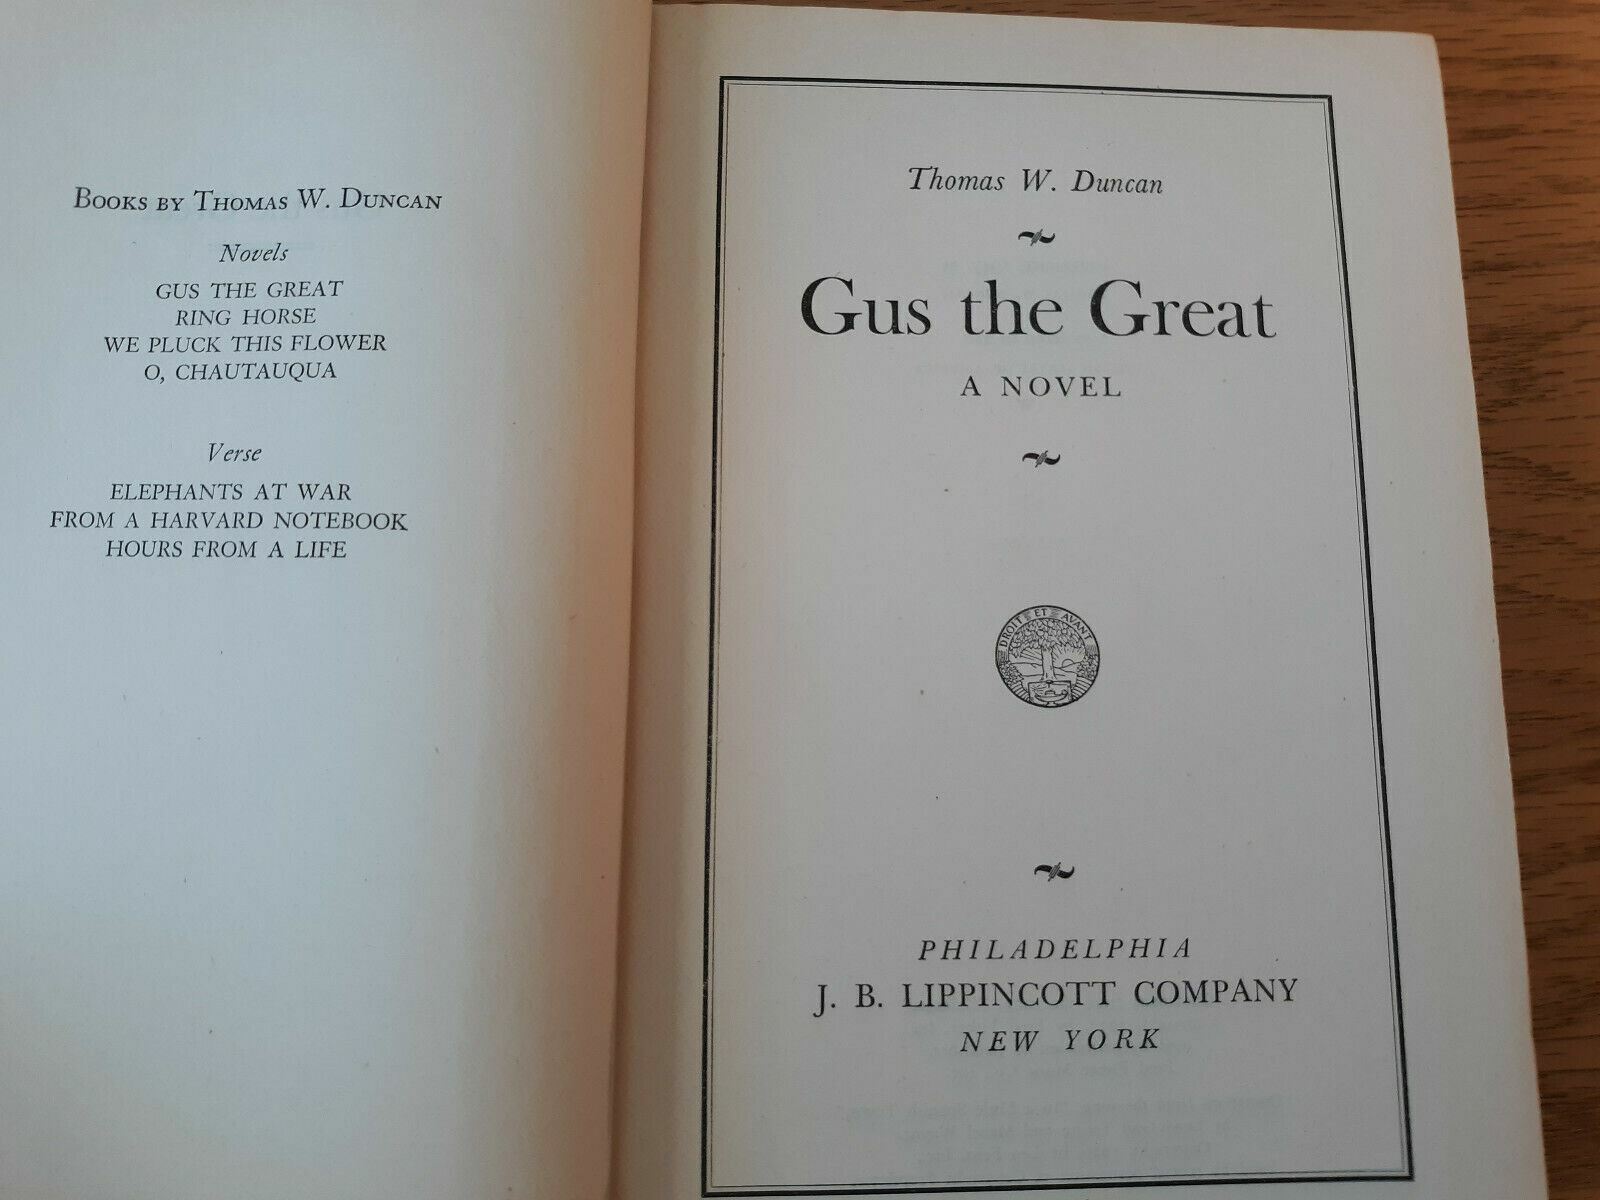 BOOKS BY THOMAS W. DUNCAN
Novels
GUS THE GREAT
RING HORSE
WE PLUCK THIS FLOWER
O, CHAUTAUQUA
Verse
ELEPHANTS AT WAR
FROM A HARVARD NOTEBOOK
HOURS FROM A LIFE
Thomas W. Duncan
Gus the Great
A NOVEL
DROIT ET AVANT
PHILADELPHIA
J. B. LIPPINCOTT COMPANY
NEW YORK